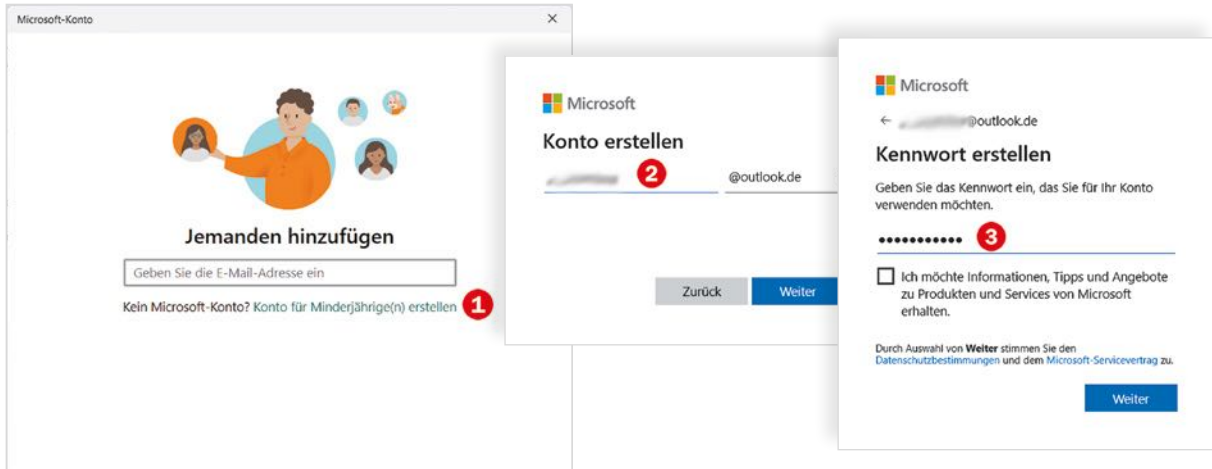 Microsoft-Konto
Jemanden hinzufügen
Geben Sie die E-Mail-Adresse ein
Kein Microsoft-Konto? Konto für Minderjährige(n) erstellen 1
Microsoft
Konto erstellen
2 @outlook.de
Zurück Weiter
Microsoft
@outlook.de
Kennwort erstellen
Geben Sie das Kennwort ein, das Sie für Ihr Konto
verwenden möchten.
3
Ich möchte Informationen, Tipps und Angebote
zu Produkten und Services von Microsoft
erhalten.
Durch Auswahl von Weiter stimmen Sie den
Datenschutzbestimmungen und dem Microsoft-Servicevertrag zu.
Weiter